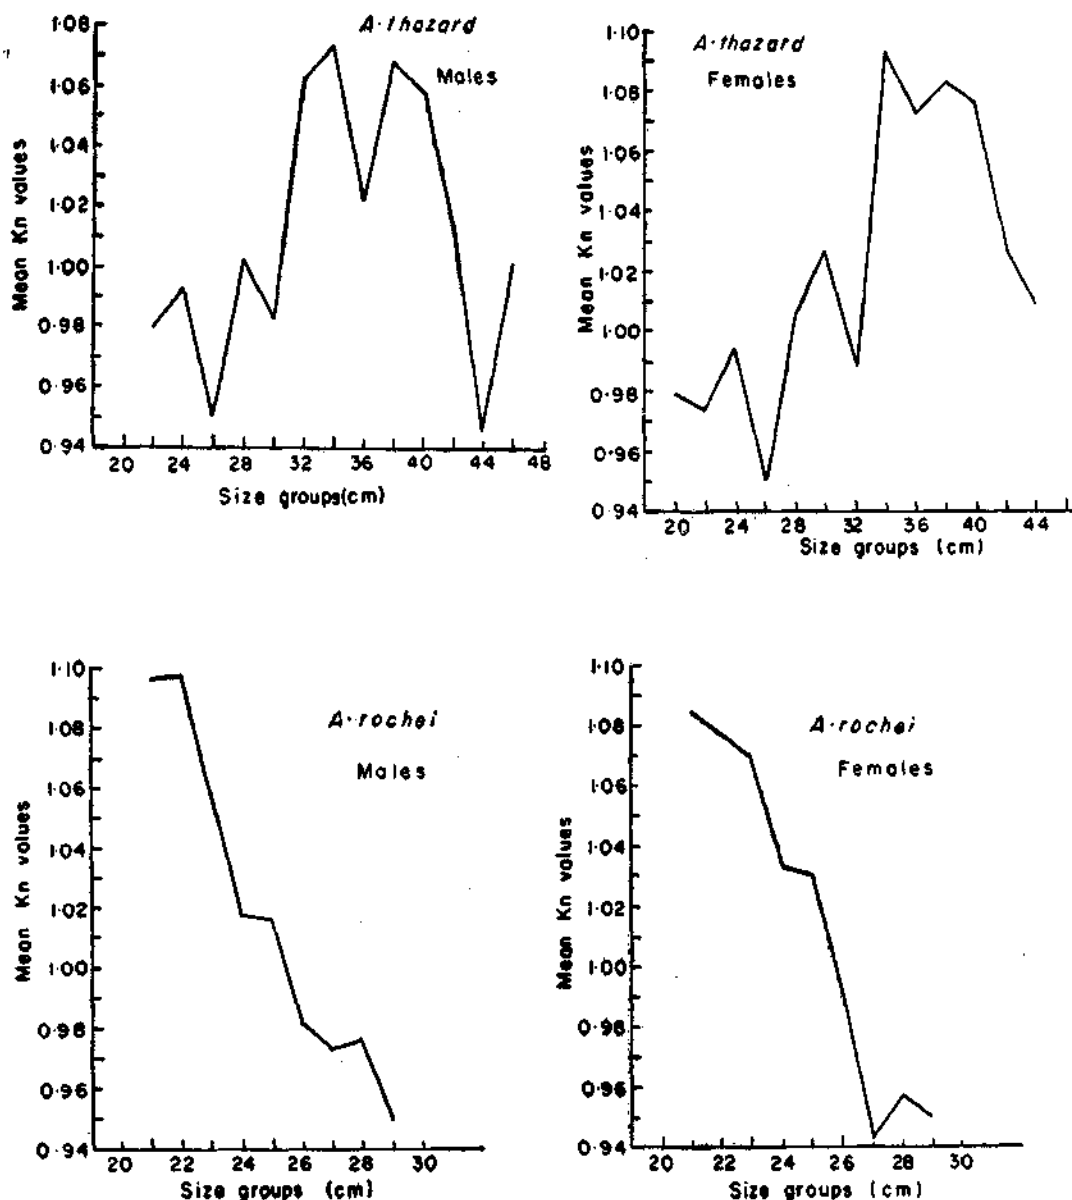 A·thazard
Males
Mean Kn values
1·08
1·06
1·04
1·02
1·00
0·98
0·96
0·94
20 24 28 32 36 40 44 48
Size groups(cm)
A·thazard
Females
Mean Kn values
1·10
1·08
1·06
1·04
1·02
1·00
0·98
0·96
0·94
20 24 28 32 36 40 44
Size groups (cm)
A·rochei
Males
Mean Kn values
1·10
1·08
1·06
1·04
1·02
1·00
0·98
0·96
0·94
20 22 24 26 28 30
Size groups (cm)
A·rochei
Females
Mean Kn values
1·10
1·08
1·06
1·04
1·02
1·00
0·98
0·96
0·94
20 22 24 26 28 30
Size groups (cm)